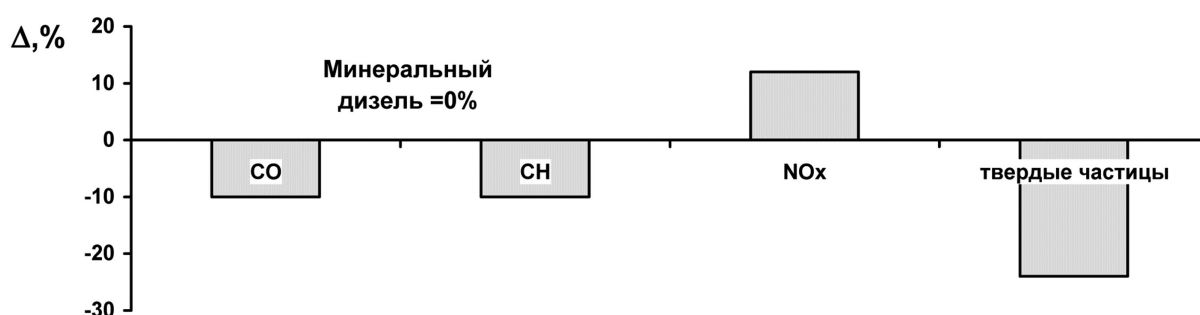 Δ,%
20
10
0
-10
-20
-30
Минеральный
дизель =0%
CO
CH
NOx
твердые частицы